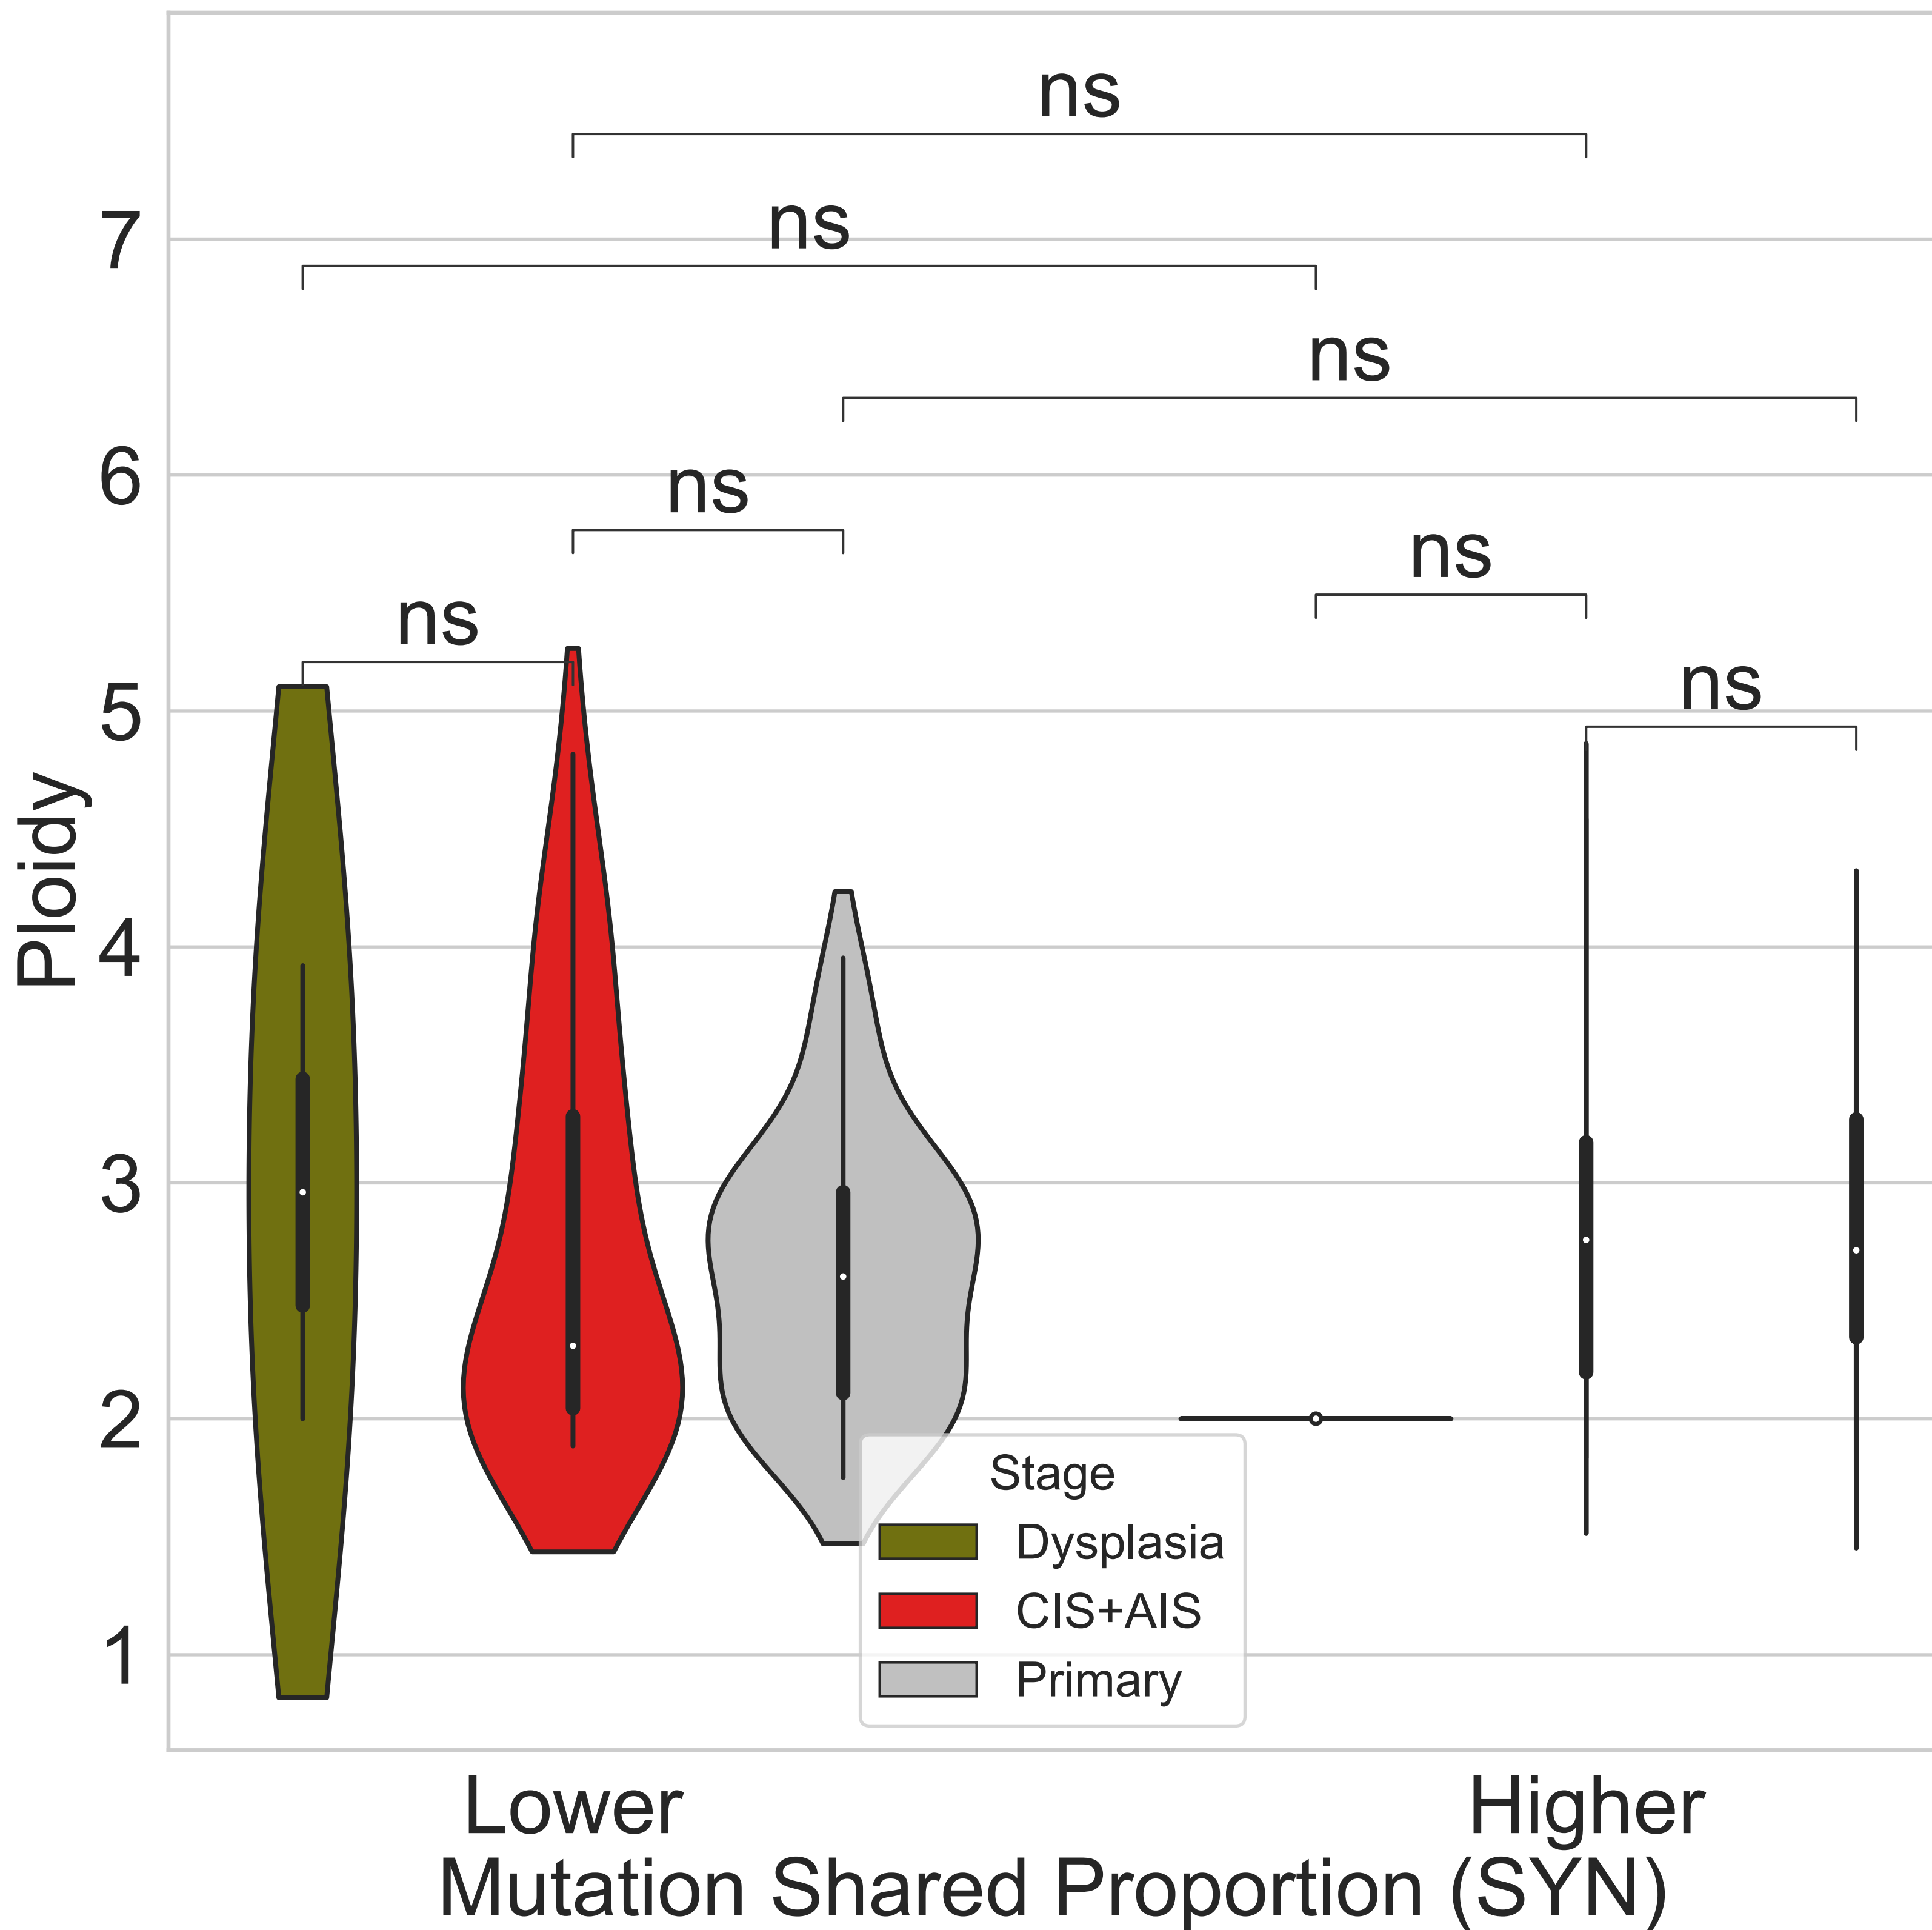 ns
ns
ns
ns
ns
ns
ns
7
6
5
4
3
2
1
Ploidy
Stage
Dysplasia
CIS+AIS
Primary
Lower
Higher
Mutation Shared Proportion (SYN)